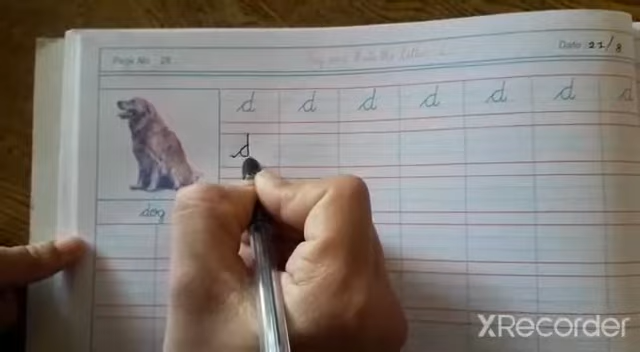 Page No. 28
Date: 21/8
d d d d d d d
d
dog
XRecorder